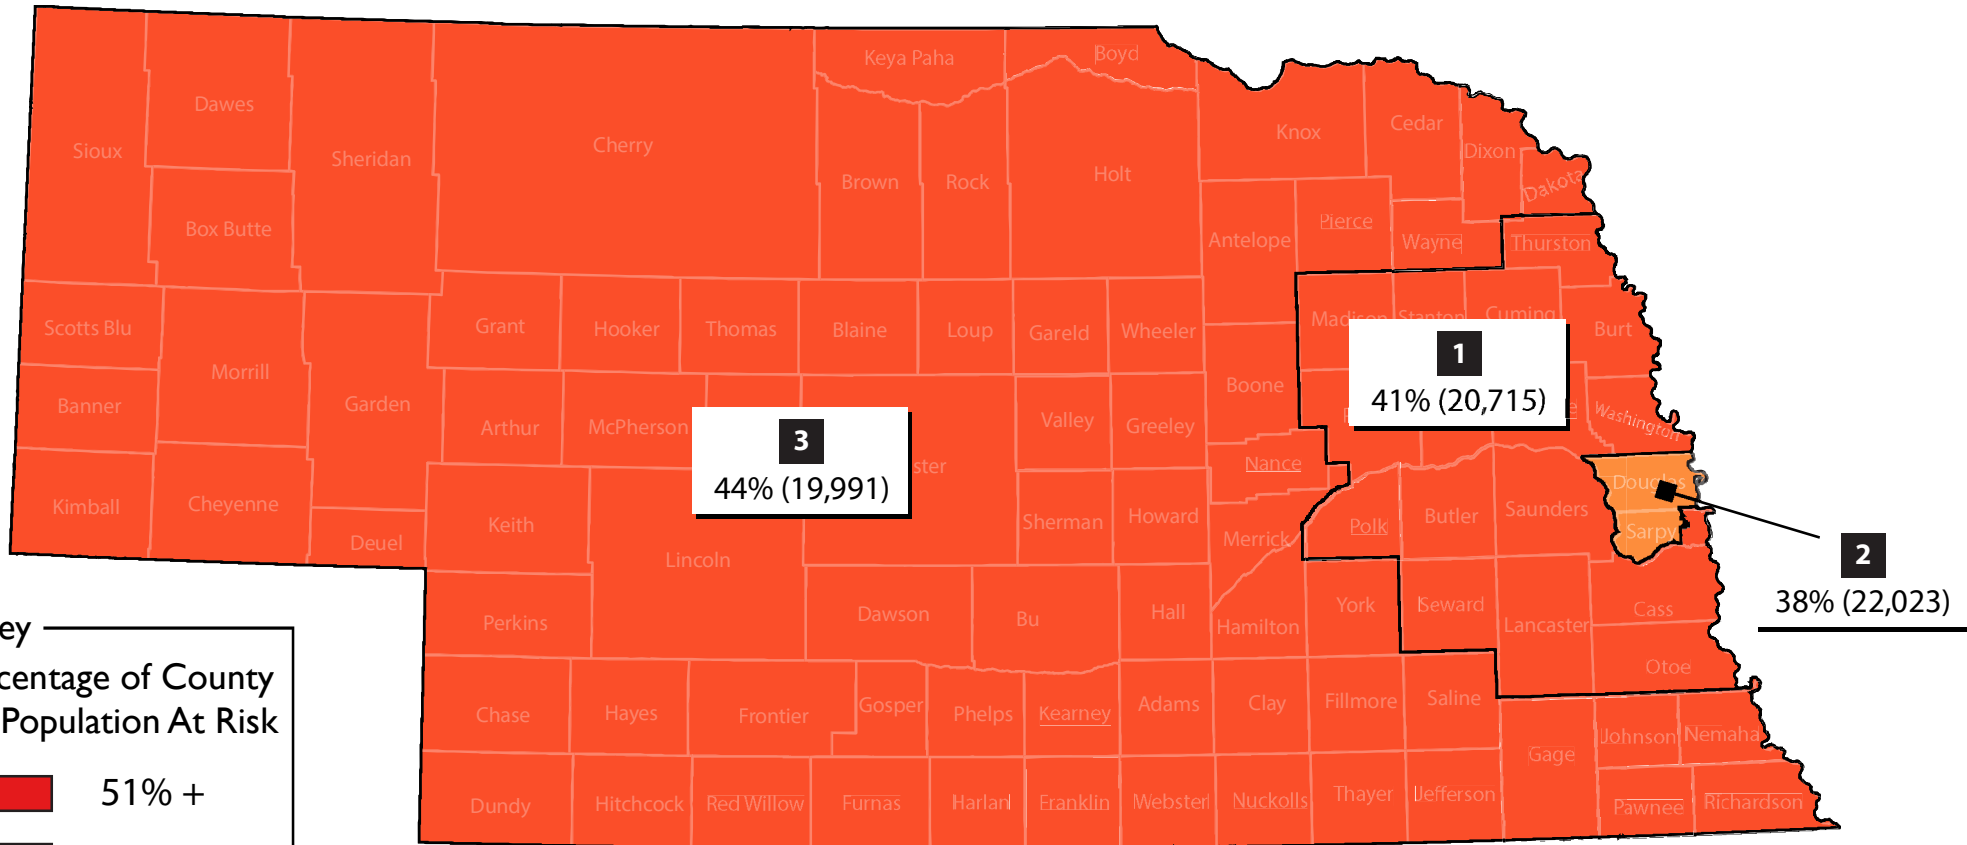 Keya Paha
Boyd
Dawes
Sioux
Sheridan
Cherry
Brown
Rock
Holt
Knox
Cedar
Dixon
Dakota
Box Butte
Antelope
Pierce
Wayne
Thurston
Scotts Blu
Morrill
Garden
Grant
Hooker
Thomas
Blaine
Loup
Gareld
Wheeler
Madison
Stanton
Cuming
Burt
1
41% (20,715)
Banner
Arthur
McPherson
Valley
Greeley
Boone
Washington
3
44% (19,991)
ster
Nance
Kimball
Cheyenne
Deuel
Keith
Lincoln
Sherman
Howard
Merrick
Polk
Butler
Saunders
Douglas
Sarpy
2
38% (22,023)
Perkins
Dawson
Bu
Hall
Hamilton
York
Seward
Lancaster
Cass
Otoe
Chase
Hayes
Frontier
Gosper
Phelps
Kearney
Adams
Clay
Fillmore
Saline
Gage
Johnson
Nemaha
Dundy
Hitchcock
Red Willow
Furnas
Harlan
Franklin
Webster
Nuckolls
Thayer
Jefferson
Pawnee
Richardson
ey
centage of County
Population At Risk
51% +